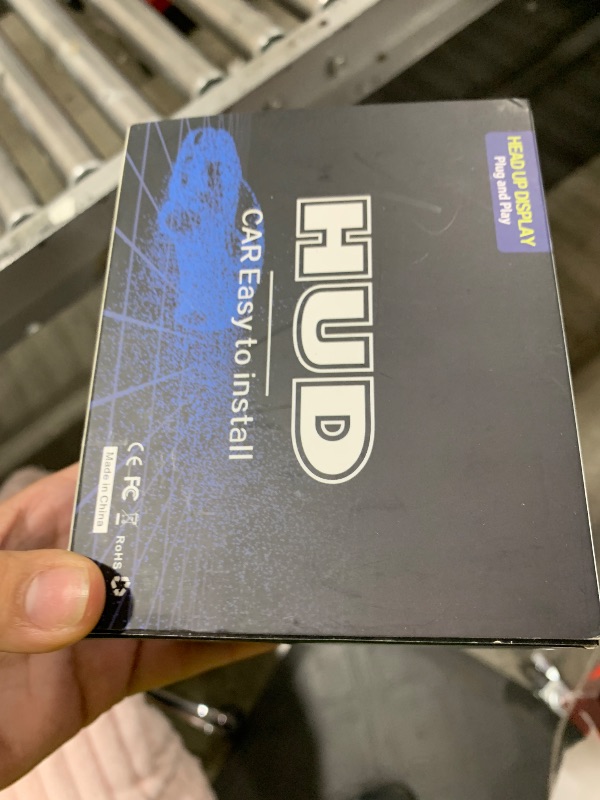 HEAD UP DISPLAY
Plug and Play
HUD
CAR Easy to install
CE FC RoHS
Made in China